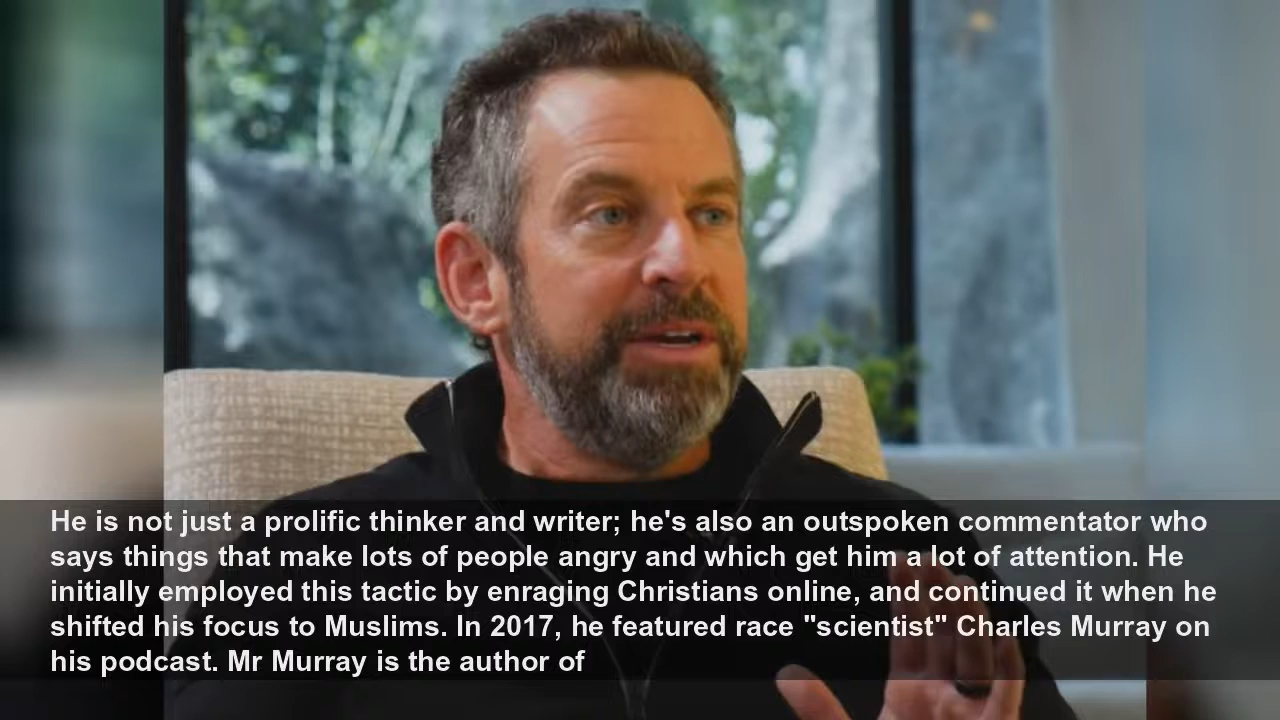 He is not just a prolific thinker and writer; he's also an outspoken commentator who
says things that make lots of people angry and which get him a lot of attention. He
initially employed this tactic by enraging Christians online, and continued it when he
shifted his focus to Muslims. In 2017, he featured race "scientist" Charles Murray on
his podcast. Mr Murray is the author of